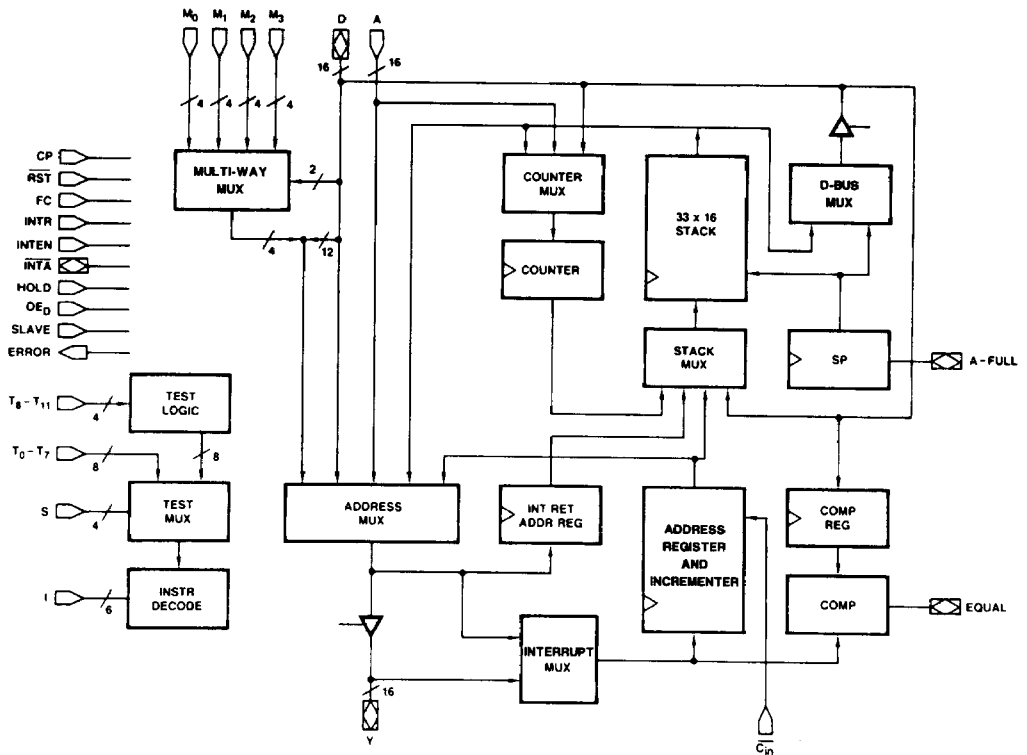 M0 M1 M2 M3 D A
16 16
4 4 4 4
CP
RST
FC
INTR
INTEN
INTA
HOLD
OED
SLAVE
ERROR
MULTI-WAY
MUX
2
4 12
COUNTER
MUX
COUNTER
33 x 16
STACK
D-BUS
MUX
STACK
MUX
SP
A-FULL
T8-T11
4
TEST
LOGIC
8
T0-T7
8
S
4
TEST
MUX
I
6
INSTR
DECODE
ADDRESS
MUX
INT RET
ADDR REG
ADDRESS
REGISTER
AND
INCREMENTER
COMP
REG
COMP
EQUAL
INTERRUPT
MUX
16
Y
Cin